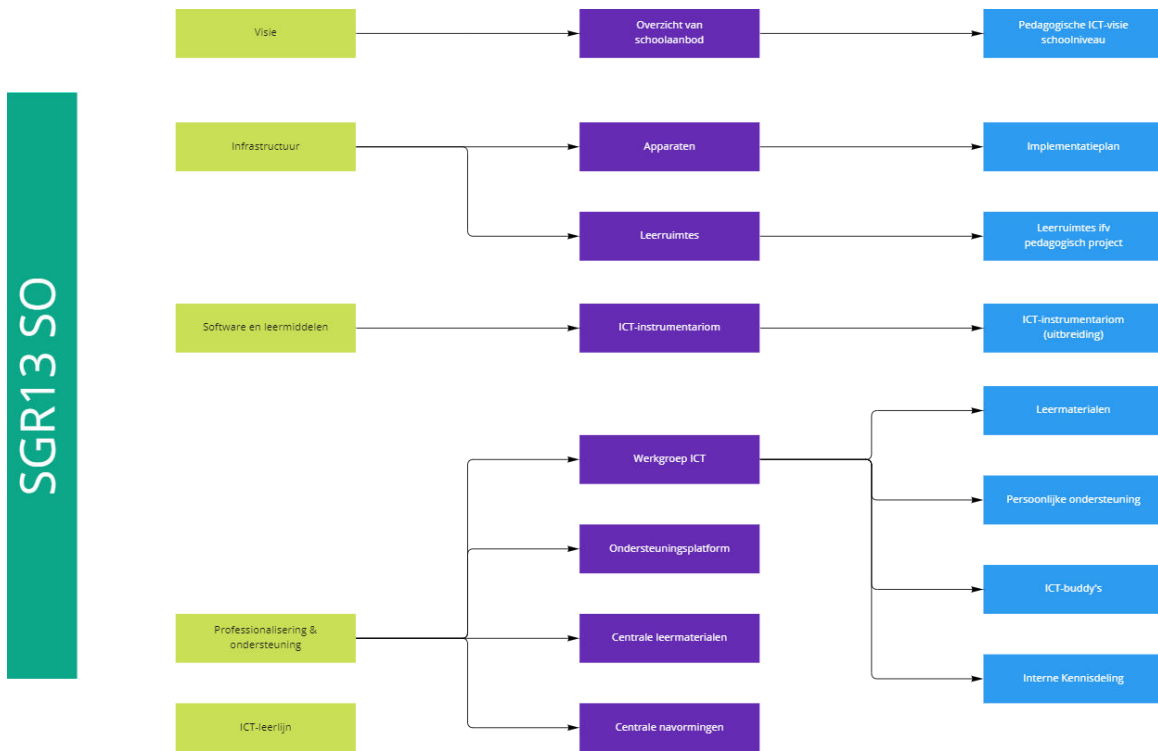 SGR13 SO
Visie
Overzicht van
schoolaanbod
Pedagogische ICT-visie
schoolniveau
Infrastructuur
Apparaten
Implementatieplan
Leerruimtes
Leerruimtes ifv
pedagogisch project
Software en leermiddelen
ICT-instrumentariom
ICT-instrumentariom
(uitbreiding)
Leermaterialen
Werkgroep ICT
Persoonlijke ondersteuning
Ondersteuningsplatform
ICT-buddy's
Professionalisering &
ondersteuning
Centrale leermaterialen
Interne Kennisdeling
ICT-leerlijn
Centrale navormingen